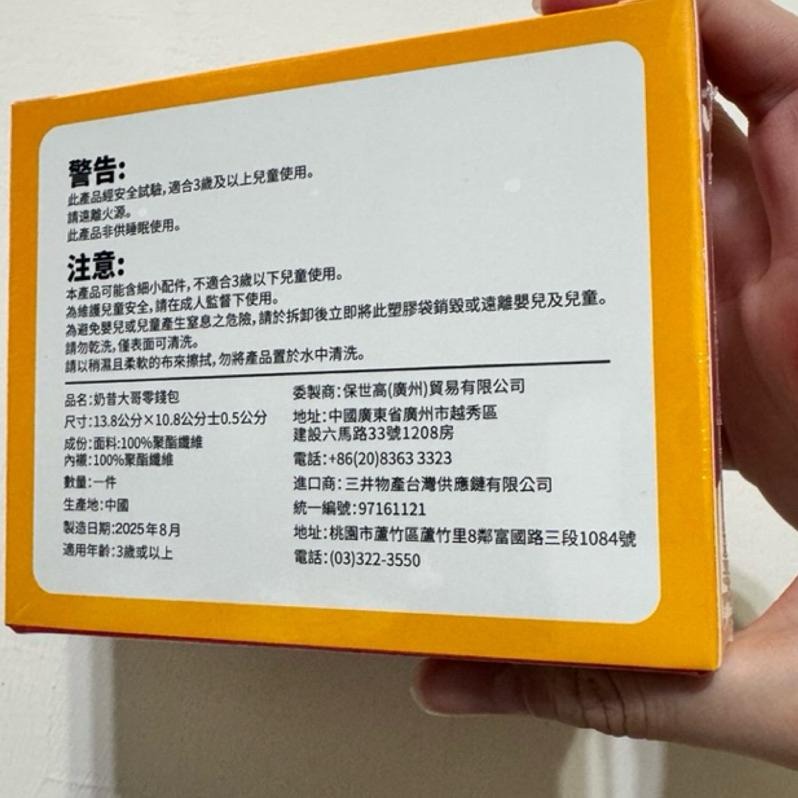 警告:
此產品經安全試驗,適合3歲及以上兒童使用。
請遠離火源。
此產品非供睡眠使用。
注意:
本產品可能含細小配件,不適合3歲以下兒童使用。
為維護兒童安全,請在成人監督下使用。
為避免嬰兒或兒童產生窒息之危險,請於拆卸後立即將此塑膠袋銷毀或遠離嬰兒及兒童。
請勿乾洗,僅表面可清洗。
請以稍濕且柔軟的布來擦拭,勿將產品置於水中清洗。
品名:奶昔大哥零錢包
尺寸:13.8公分×10.8公分士0.5公分
成份:面料:100%聚酯纖維
內襯:100%聚酯纖維
數量:一件
生產地:中國
製造日期:2025年8月
適用年齡:3歲或以上
委製商:保世高(廣州)貿易有限公司
地址:中國廣東省廣州市越秀區
建設六馬路33號1208房
電話:+86(20)8363 3323
進口商:三井物產台灣供應鏈有限公司
統一編號:97161121
地址:桃園市蘆竹區蘆竹里8鄰富國路三段1084號
電話:(03)322-3550